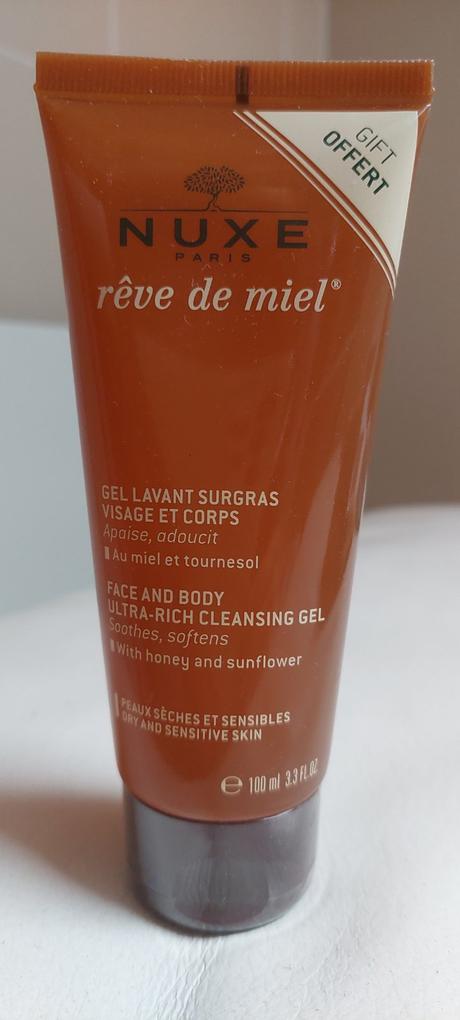 GIFT
OFFERT
NUXE
PARIS
rêve de miel®
GEL LAVANT SURGRAS
VISAGE ET CORPS
Apaise, adoucit
Au miel et tournesol
FACE AND BODY
ULTRA-RICH CLEANSING GEL
Soothes, softens
With honey and sunflower
PEAUX SÈCHES ET SENSIBLES
DRY AND SENSITIVE SKIN
℮ 100 ml 3.3 FL.OZ.